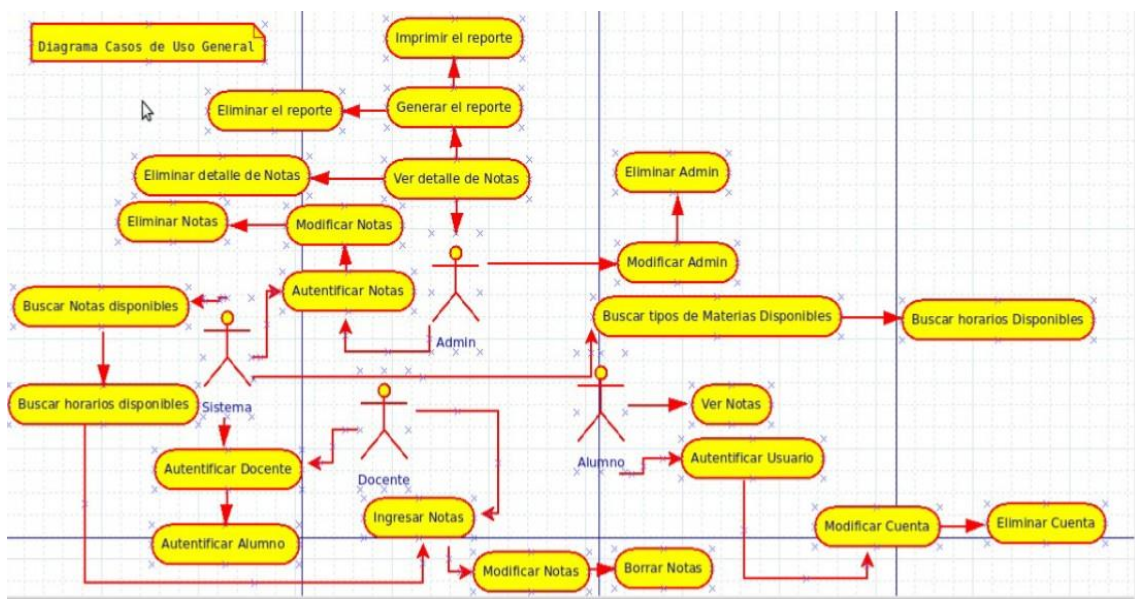 Diagrama Casos de Uso General
Imprimir el reporte
Eliminar el reporte
Generar el reporte
Eliminar detalle de Notas
Ver detalle de Notas
Eliminar Admin
Eliminar Notas
Modificar Notas
Modificar Admin
Autentificar Notas
Buscar Notas disponibles
Buscar tipos de Materias Disponibles
Buscar horarios Disponibles
Admin
Buscar horarios disponibles
Sistema
Ver Notas
Autentificar Docente
Docente
Alumno
Autentificar Usuario
Ingresar Notas
Modificar Cuenta
Eliminar Cuenta
Autentificar Alumno
Modificar Notas
Borrar Notas